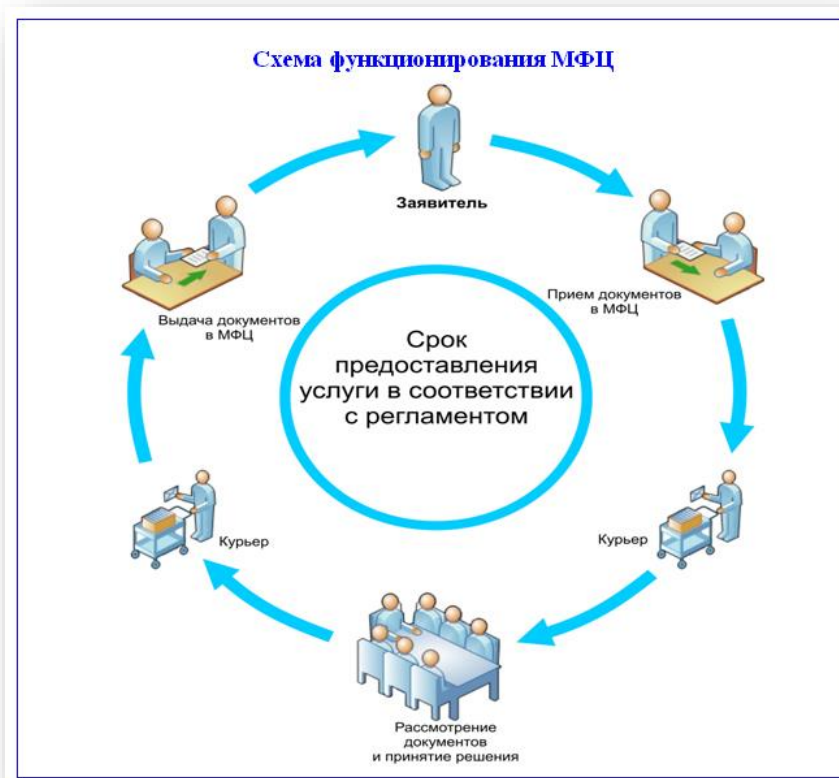 Схема функционирования МФЦ
Заявитель
Прием документов
в МФЦ
Выдача документов
в МФЦ
Срок
предоставления
услуги в соответствии
с регламентом
Курьер
Курьер
Рассмотрение
документов
и принятие решения